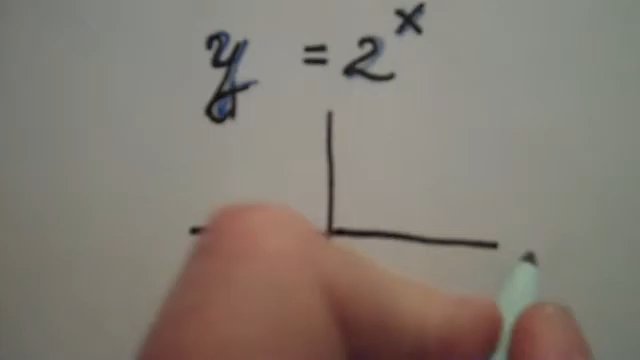 y = 2^x